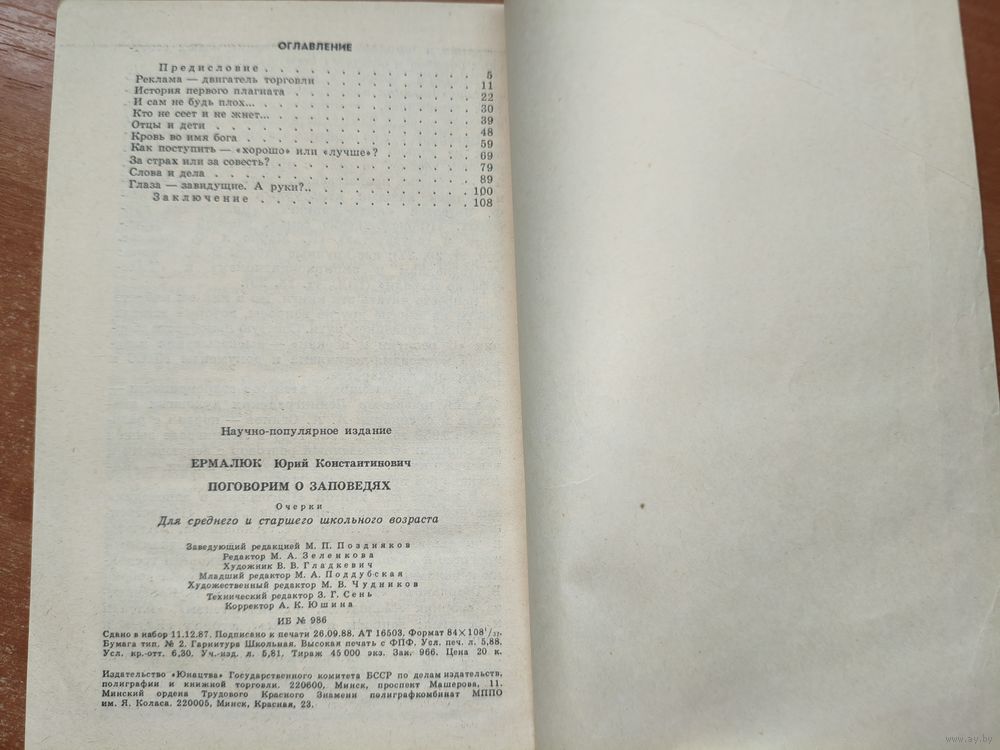 ОГЛАВЛЕНИЕ
Предисловие . . . . . . . . . . . 5
Реклама — двигатель торговли . . . . . . . 11
История первого плагиата . . . . . . . . 22
И сам не будь плох... . . . . . . . . . 30
Кто не сеет и не жнет... . . . . . . . . 39
Отцы и дети . . . . . . . . . . . 48
Кровь во имя бога . . . . . . . . . . 59
Как поступить — «хорошо» или «лучше»? . . . . . 69
За страх или за совесть? . . . . . . . . 79
Слова и дела . . . . . . . . . . . 89
Глаза — завидущие. А руки?.. . . . . . . . 100
Заключение . . . . . . . . . . . 108
Научно-популярное издание
ЕРМАЛЮК Юрий Константинович
ПОГОВОРИМ О ЗАПОВЕДЯХ
Очерки
Для среднего и старшего школьного возраста
Заведующий редакцией М. П. Поздняков
Редактор М. А. Зеленкова
Художник В. В. Гладкевич
Младший редактор М. А. Поддубская
Художественный редактор М. В. Чудников
Технический редактор З. Г. Сень
Корректор А. К. Юшина
ИБ № 986
Сдано в набор 11.12.87. Подписано к печати 26.09.88. АТ 16503. Формат 84×108¹/₃₂.
Бумага тип. № 2. Гарнитура Школьная. Высокая печать с ФПФ. Усл. печ. л. 5,88.
Усл. кр.-отт. 6,30. Уч.-изд. л. 5,81. Тираж 45 000 экз. Зак. 966. Цена 20 к.
Издательство «Юнацтва» Государственного комитета БССР по делам издательств,
полиграфии и книжной торговли. 220600, Минск, проспект Машерова, 11.
Минский ордена Трудового Красного Знамени полиграфкомбинат МППО
им. Я. Коласа. 220005, Минск, Красная, 23.
www.ay.by